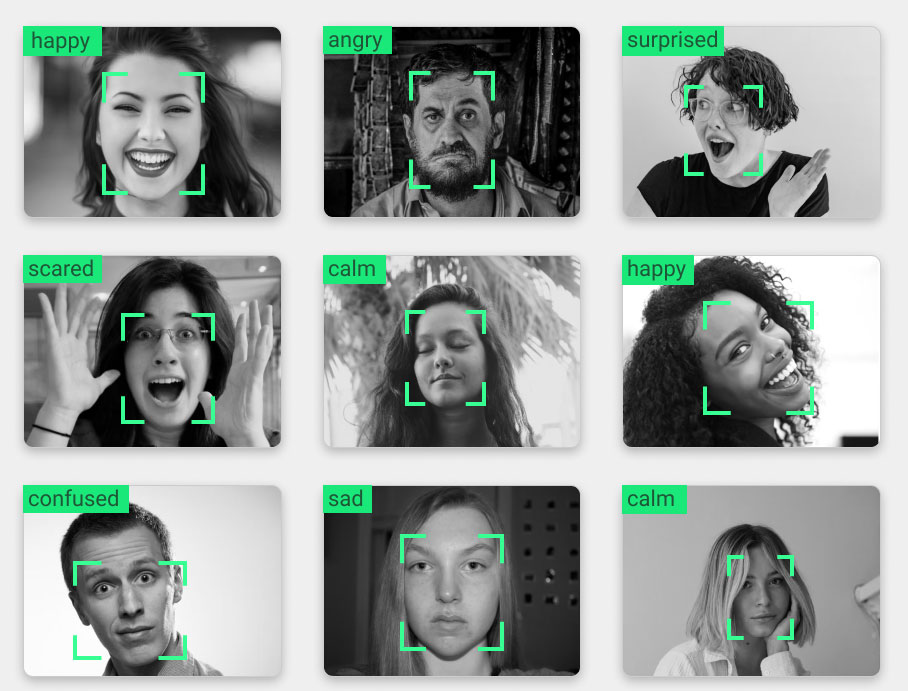 happy
angry
surprised
scared
calm
happy
confused
sad
calm